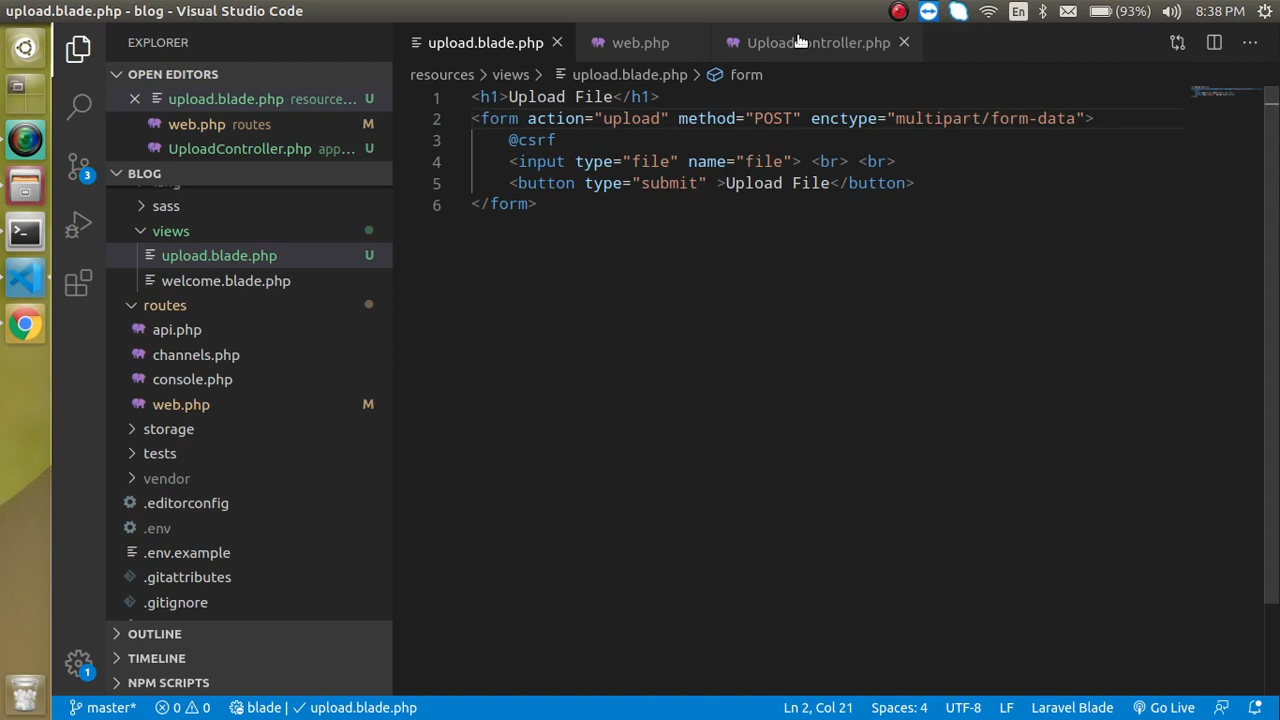 upload.blade.php - blog - Visual Studio Code
En
(93%)
8:38 PM
EXPLORER
upload.blade.php
web.php
UploadController.php
OPEN EDITORS
upload.blade.php resource... U
web.php routes M
UploadController.php app... U
BLOG
sass
views
upload.blade.php U
welcome.blade.php
routes
api.php
channels.php
console.php
web.php M
storage
tests
vendor
.editorconfig
.env
.env.example
.gitattributes
.gitignore
OUTLINE
TIMELINE
NPM SCRIPTS
3
1
resources > views > upload.blade.php > form
1 <h1>Upload File</h1>
2 <form action="upload" method="POST" enctype="multipart/form-data">
3 @csrf
4 <input type="file" name="file"> <br> <br>
5 <button type="submit" >Upload File</button>
6 </form>
master* 0 0 blade | ✓ upload.blade.php Ln 2, Col 21 Spaces: 4 UTF-8 LF Laravel Blade Go Live